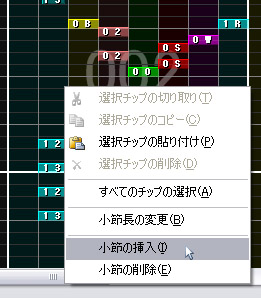 0B
1R
02
0W
02
0S
0S
00
002
選択チップの切り取り(T)
選択チップのコピー(C)
12
選択チップの貼り付け(P)
13
選択チップの削除(D)
13
すべてのチップの選択(A)
12
小節長の変更(B)
小節の挿入(I)
小節の削除(E)